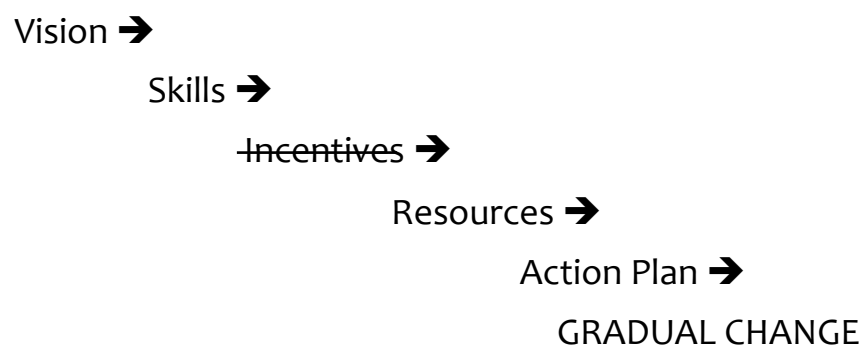 Vision 🡺
Skills 🡺
Incentives 🡺
Resources 🡺
Action Plan 🡺
GRADUAL CHANGE